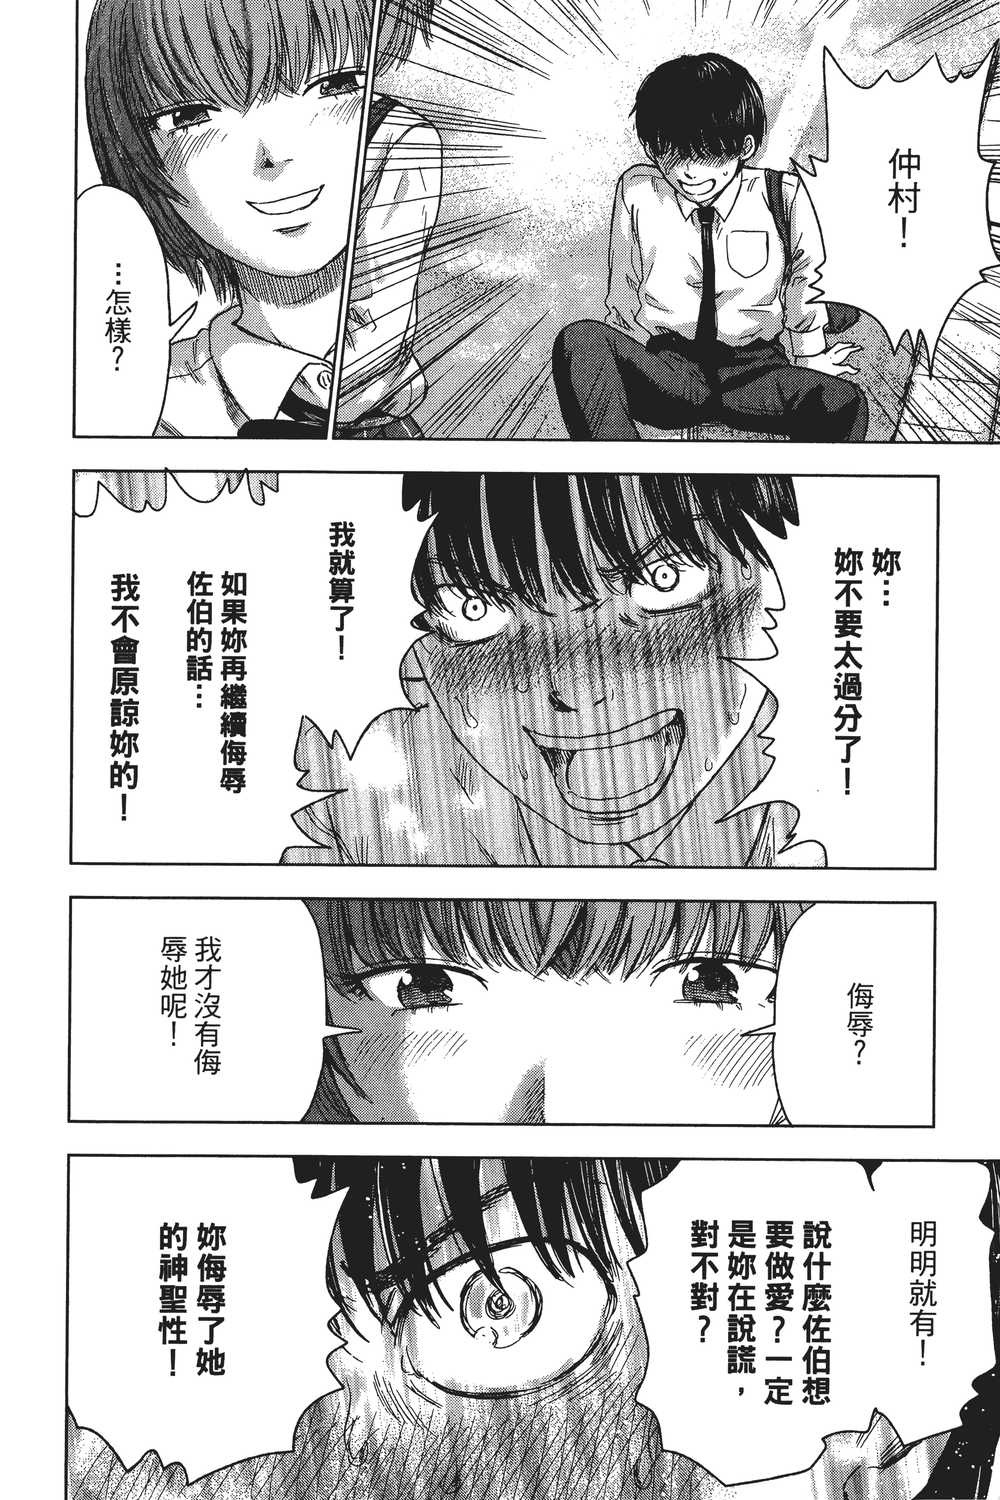 仲村！
…怎樣？
妳…
妳不要太過分了！
我就算了！
如果妳再繼續侮辱
佐伯的話…
我不會原諒妳的！
侮辱？
我才沒有侮
辱她呢！
明明就有！
說什麼佐伯想
要做愛？一定
是妳在說謊，
對不對？
妳侮辱了她
的神聖性！